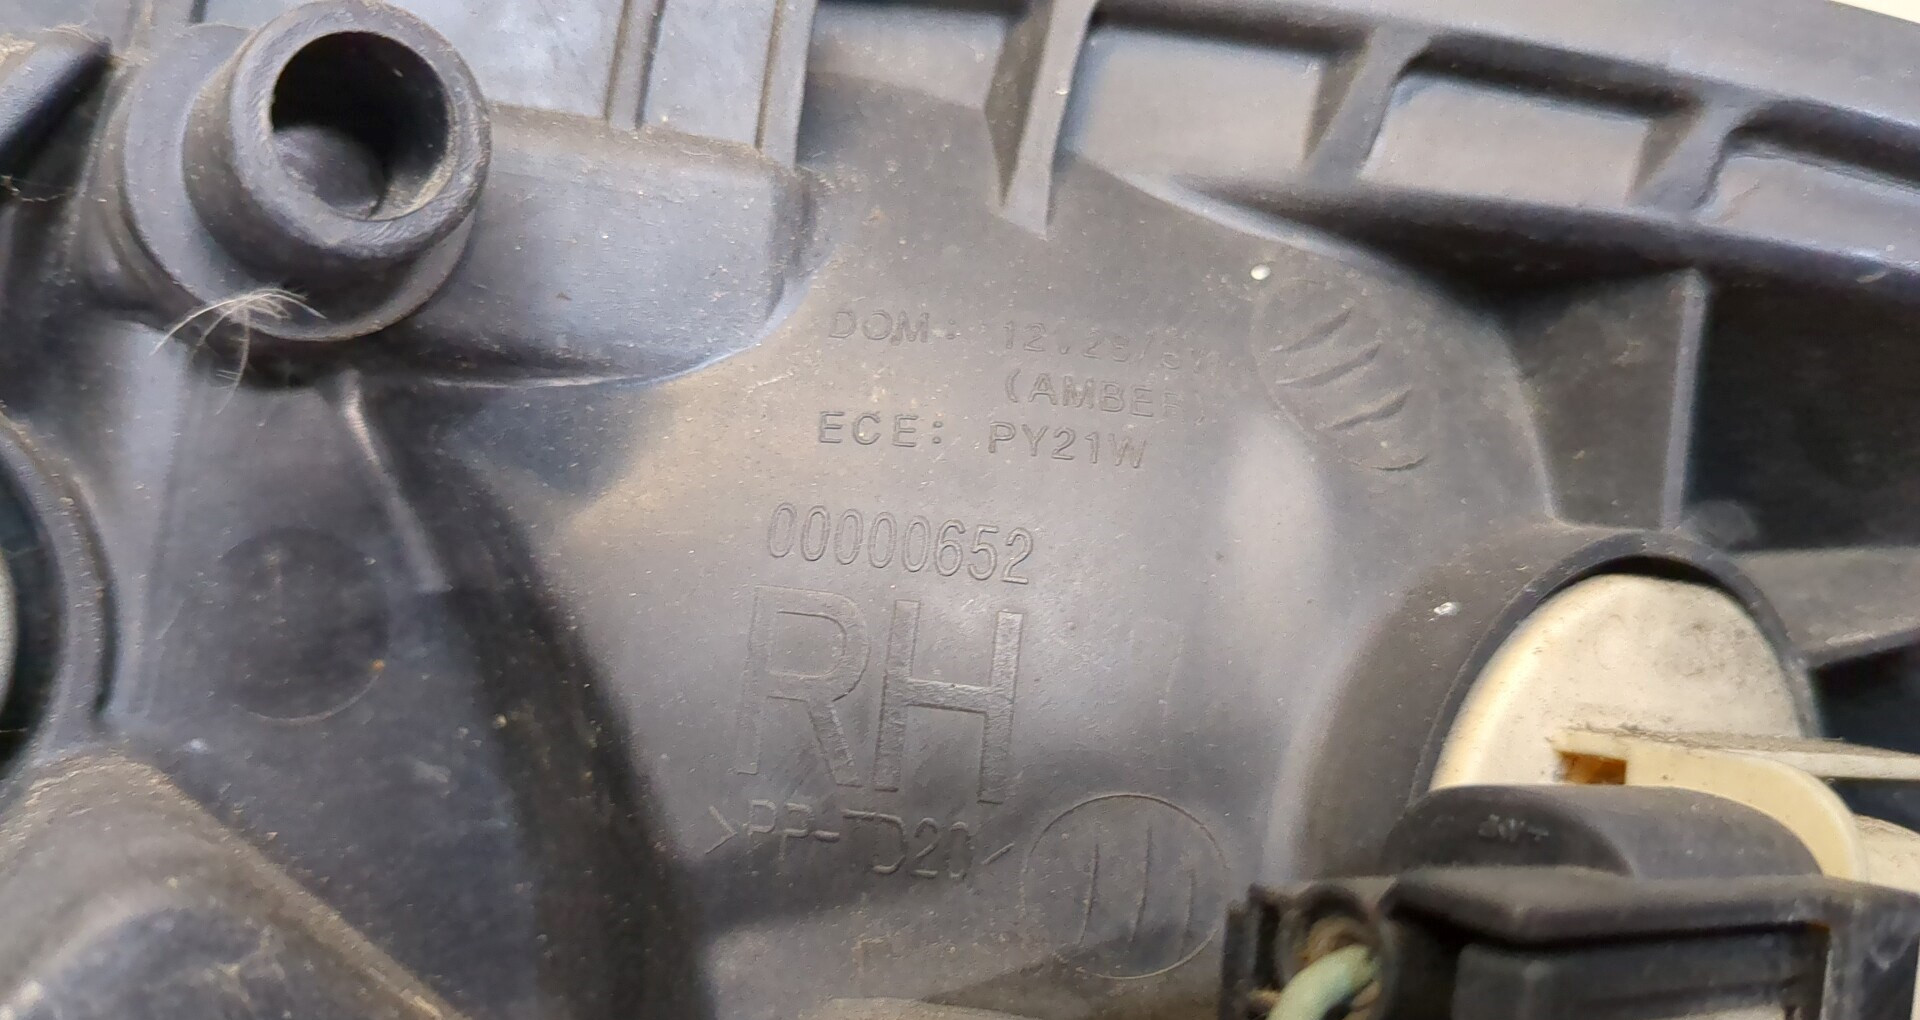 DOM:
(AMBER)
ECE: PY21W
00000652
RH
>PP-TD20<